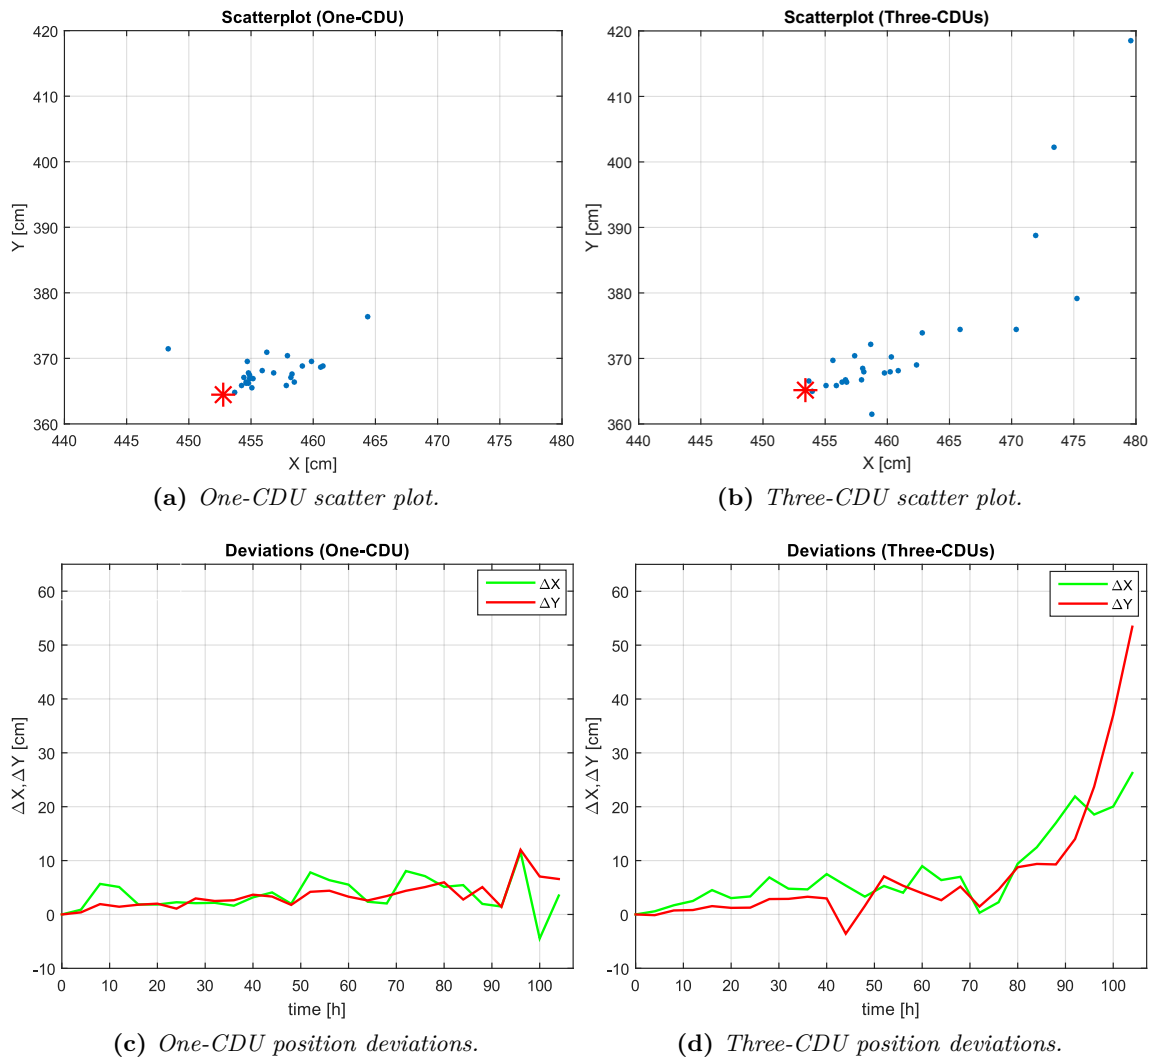 Scatterplot (One-CDU)
420
410
400
390
380
370
360
Y [cm]
440 445 450 455 460 465 470 475 480
X [cm]
(a) One-CDU scatter plot.
Scatterplot (Three-CDUs)
420
410
400
390
380
370
360
Y [cm]
440 445 450 455 460 465 470 475 480
X [cm]
(b) Three-CDU scatter plot.
Deviations (One-CDU)
ΔX
ΔY
60
50
40
30
20
10
0
-10
ΔX,ΔY [cm]
0 10 20 30 40 50 60 70 80 90 100
time [h]
(c) One-CDU position deviations.
Deviations (Three-CDUs)
ΔX
ΔY
60
50
40
30
20
10
0
-10
ΔX,ΔY [cm]
0 10 20 30 40 50 60 70 80 90 100
time [h]
(d) Three-CDU position deviations.